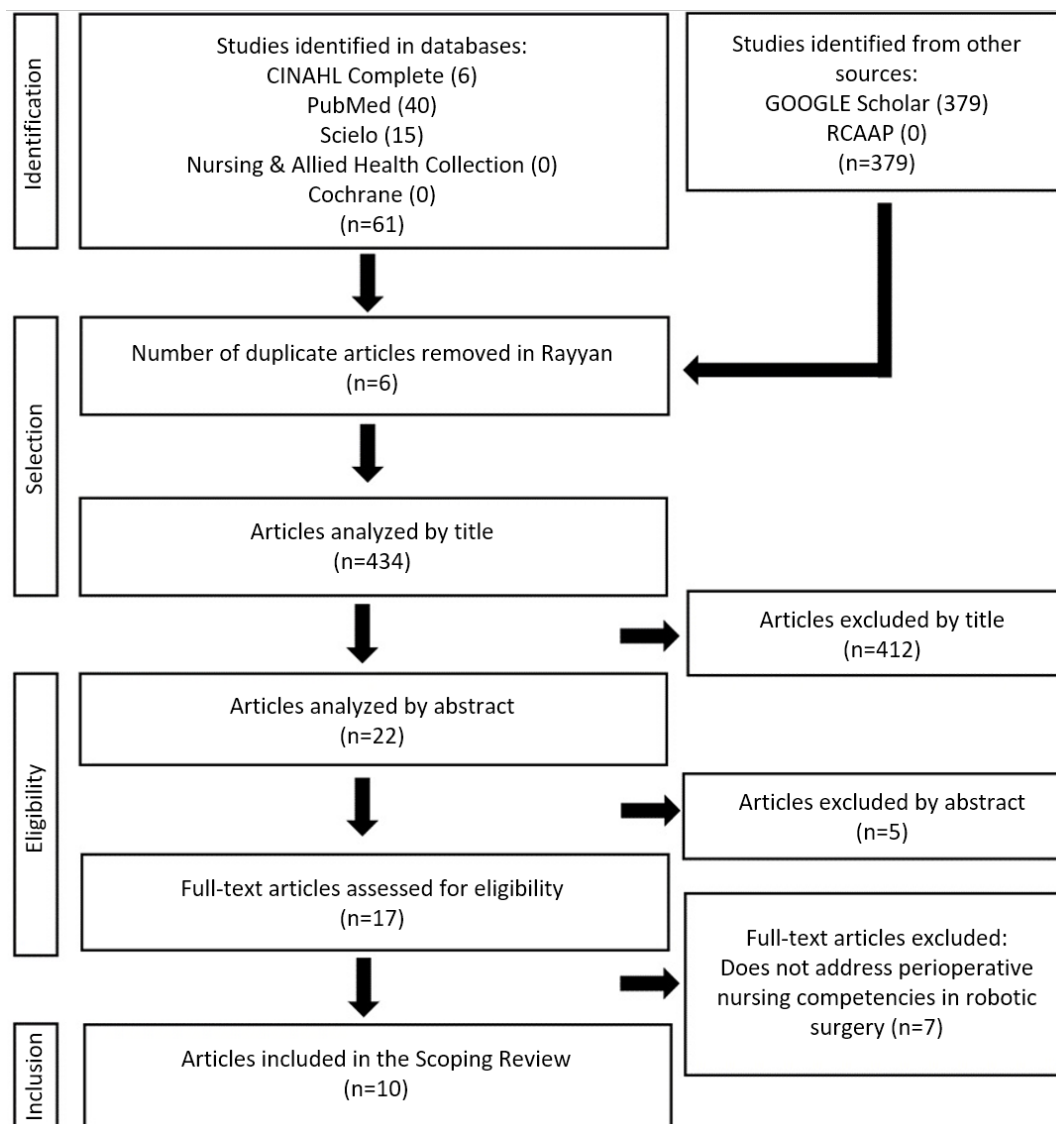 Identification
Studies identified in databases:
CINAHL Complete (6)
PubMed (40)
Scielo (15)
Nursing & Allied Health Collection (0)
Cochrane (0)
(n=61)
Studies identified from other
sources:
GOOGLE Scholar (379)
RCAAP (0)
(n=379)
Selection
Number of duplicate articles removed in Rayyan
(n=6)
Articles analyzed by title
(n=434)
Articles excluded by title
(n=412)
Eligibility
Articles analyzed by abstract
(n=22)
Articles excluded by abstract
(n=5)
Full-text articles assessed for eligibility
(n=17)
Full-text articles excluded:
Does not address perioperative
nursing competencies in robotic
surgery (n=7)
Inclusion
Articles included in the Scoping Review
(n=10)